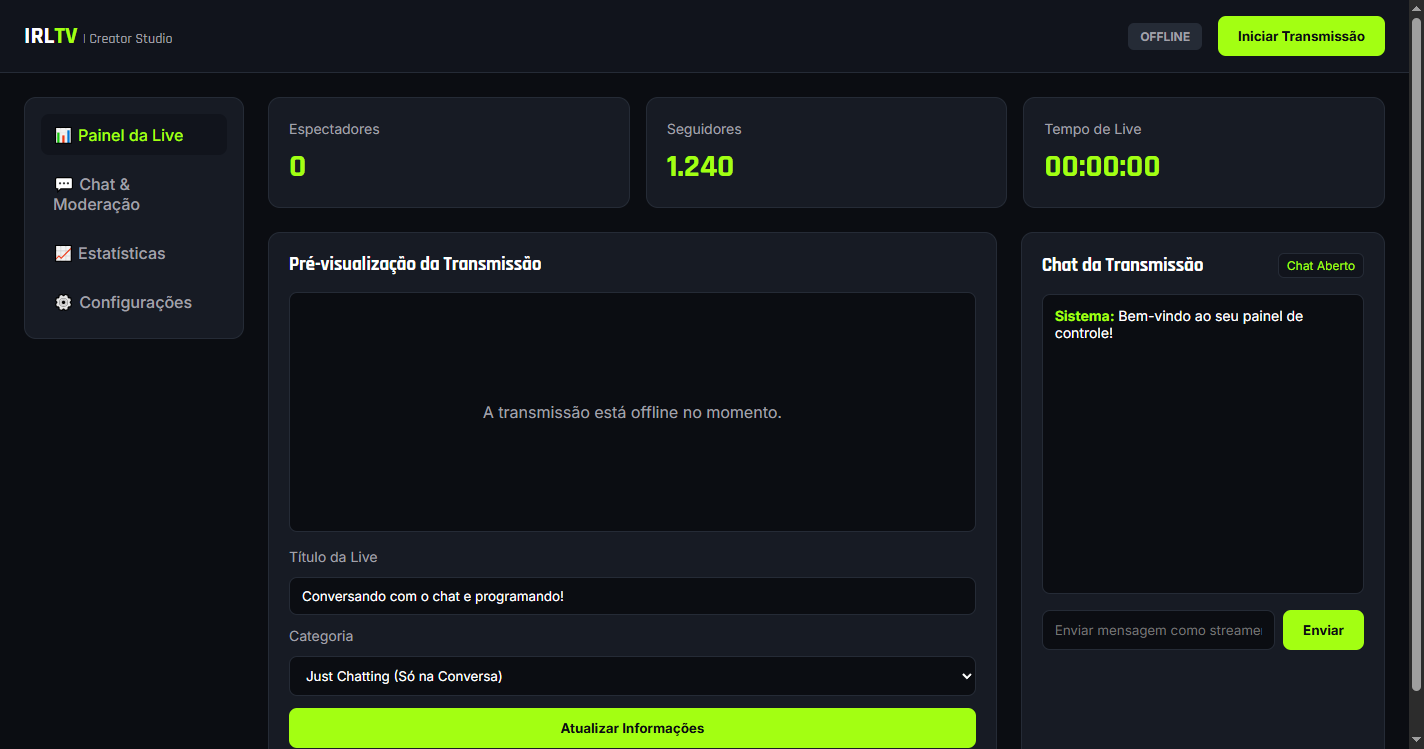 IRLTV | Creator Studio
OFFLINE
Iniciar Transmissão
Painel da Live
Chat &
Moderação
Estatísticas
Configurações
Espectadores
0
Seguidores
1.240
Tempo de Live
00:00:00
Pré-visualização da Transmissão
A transmissão está offline no momento.
Título da Live
Conversando com o chat e programando!
Categoria
Just Chatting (Só na Conversa)
Atualizar Informações
Chat da Transmissão
Chat Aberto
Sistema: Bem-vindo ao seu painel de
controle!
Enviar mensagem como streame
Enviar